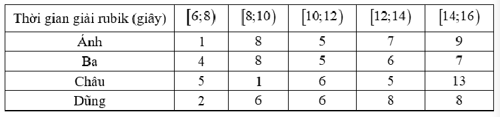 Thời gian giải rubik (giây) [6;8) [8;10) [10;12) [12;14) [14;16)
Ánh 1 8 5 7 9
Ba 4 8 5 6 7
Châu 5 1 6 5 13
Dũng 2 6 6 8 8